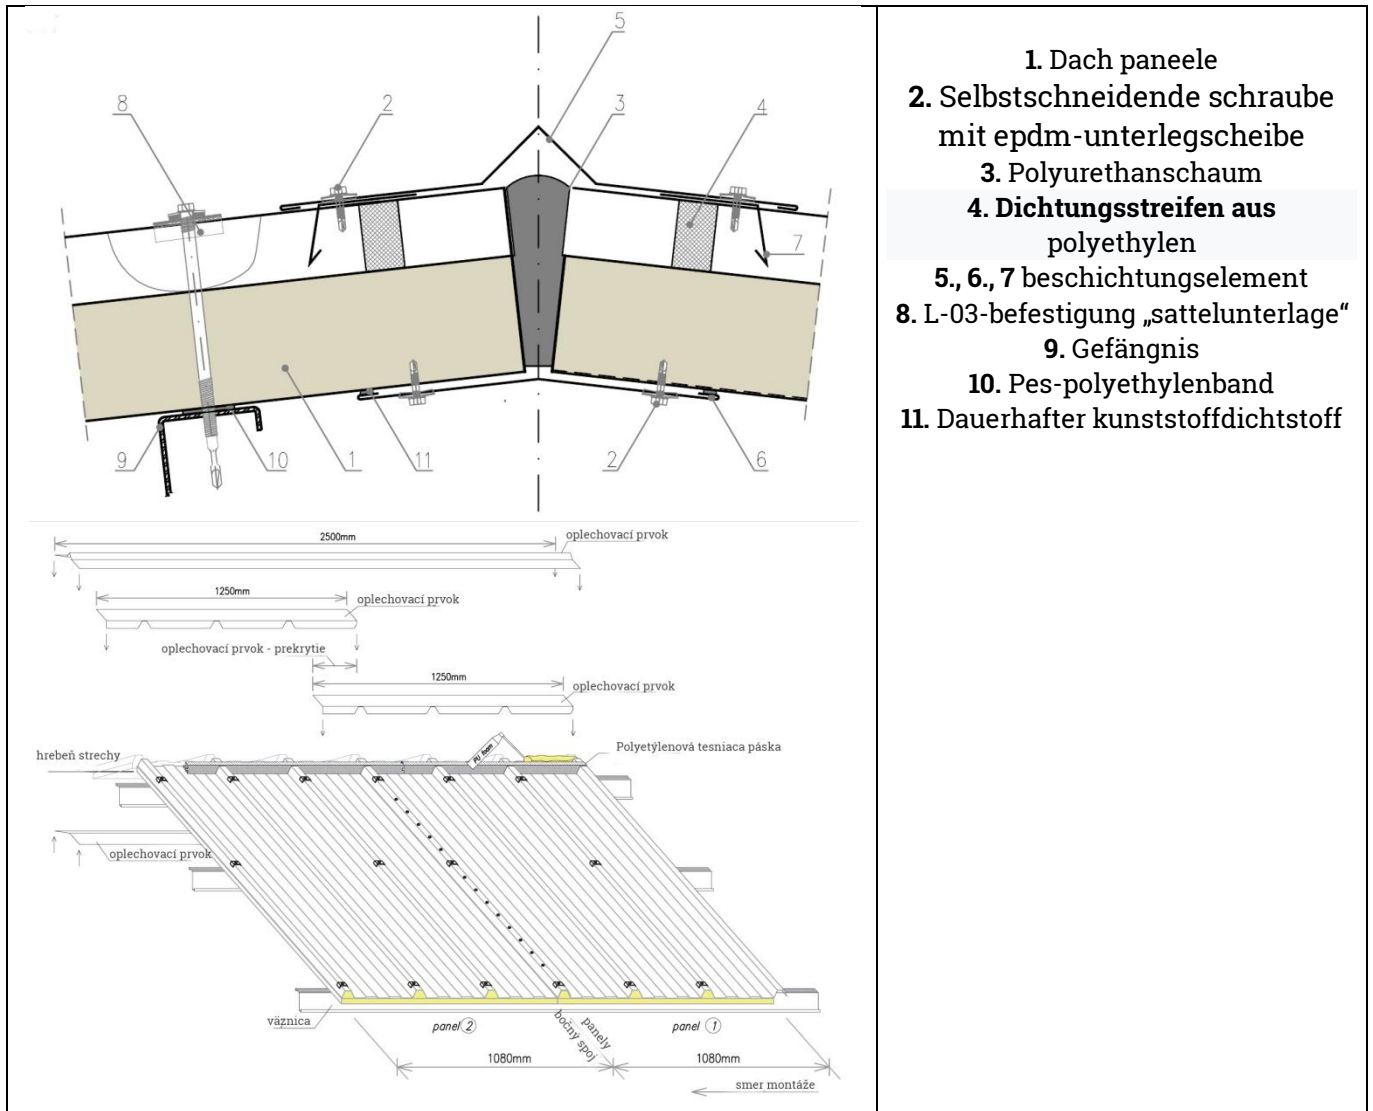 5
8
2
3
4
7
9
10
1
11
2
6
2500mm
oplechovací prvok
1250mm
oplechovací prvok
oplechovací prvok - prekrytie
1250mm
oplechovací prvok
hrebeň strechy
PU foam
Polyetýlenová tesniaca páska
oplechovací prvok
väznica
panel 2
panely
bočný spoj
panel 1
1080mm
1080mm
smer montáže
1. Dach paneele
2. Selbstschneidende schraube
mit epdm-unterlegscheibe
3. Polyurethanschaum
4. Dichtungsstreifen aus
polyethylen
5., 6., 7 beschichtungselement
8. L-03-befestigung „sattelunterlage“
9. Gefängnis
10. Pes-polyethylenband
11. Dauerhafter kunststoffdichtstoff